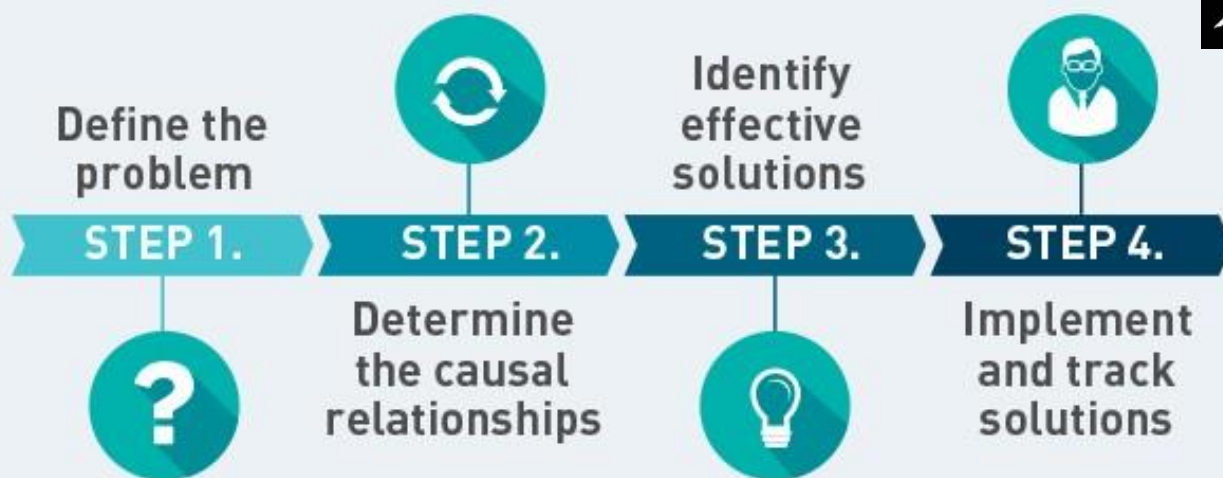 Define the
problem
STEP 1.
STEP 2.
Determine
the causal
relationships
Identify
effective
solutions
STEP 3.
STEP 4.
Implement
and track
solutions
?